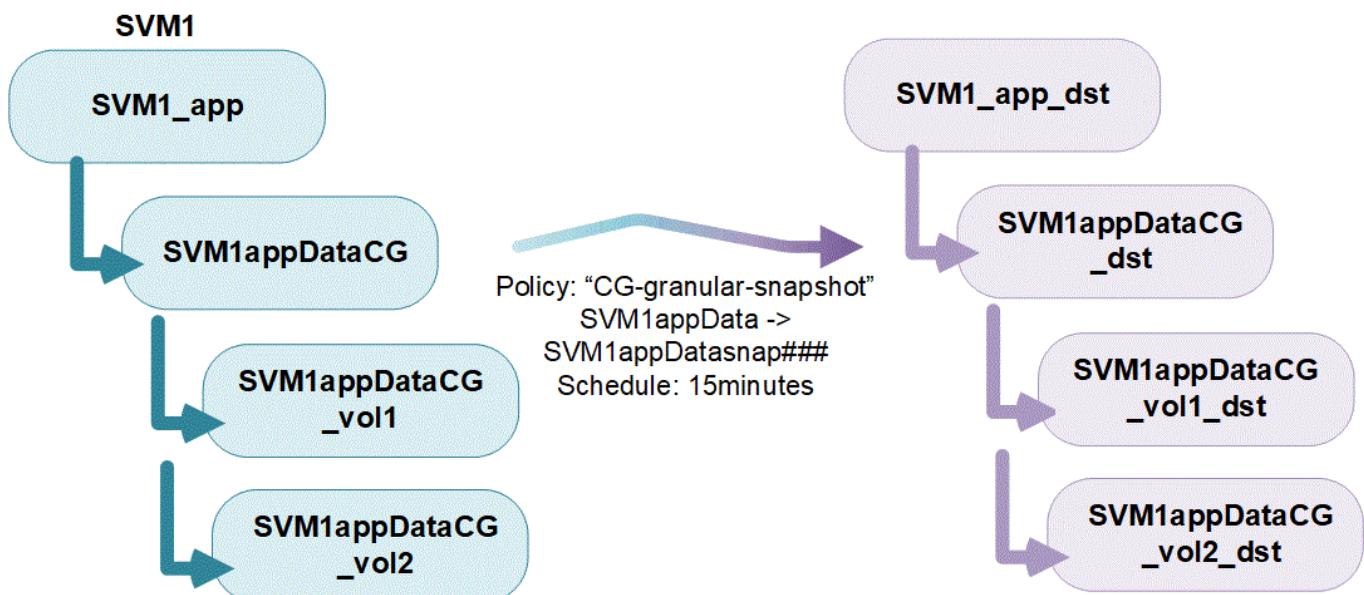 SVM1
SVM1_app
SVM1appDataCG
SVM1appDataCG
_vol1
SVM1appDataCG
_vol2
Policy: “CG-granular-snapshot”
SVM1appData ->
SVM1appDatasnap###
Schedule: 15minutes
SVM1_app_dst
SVM1appDataCG
_dst
SVM1appDataCG
_vol1_dst
SVM1appDataCG
_vol2_dst